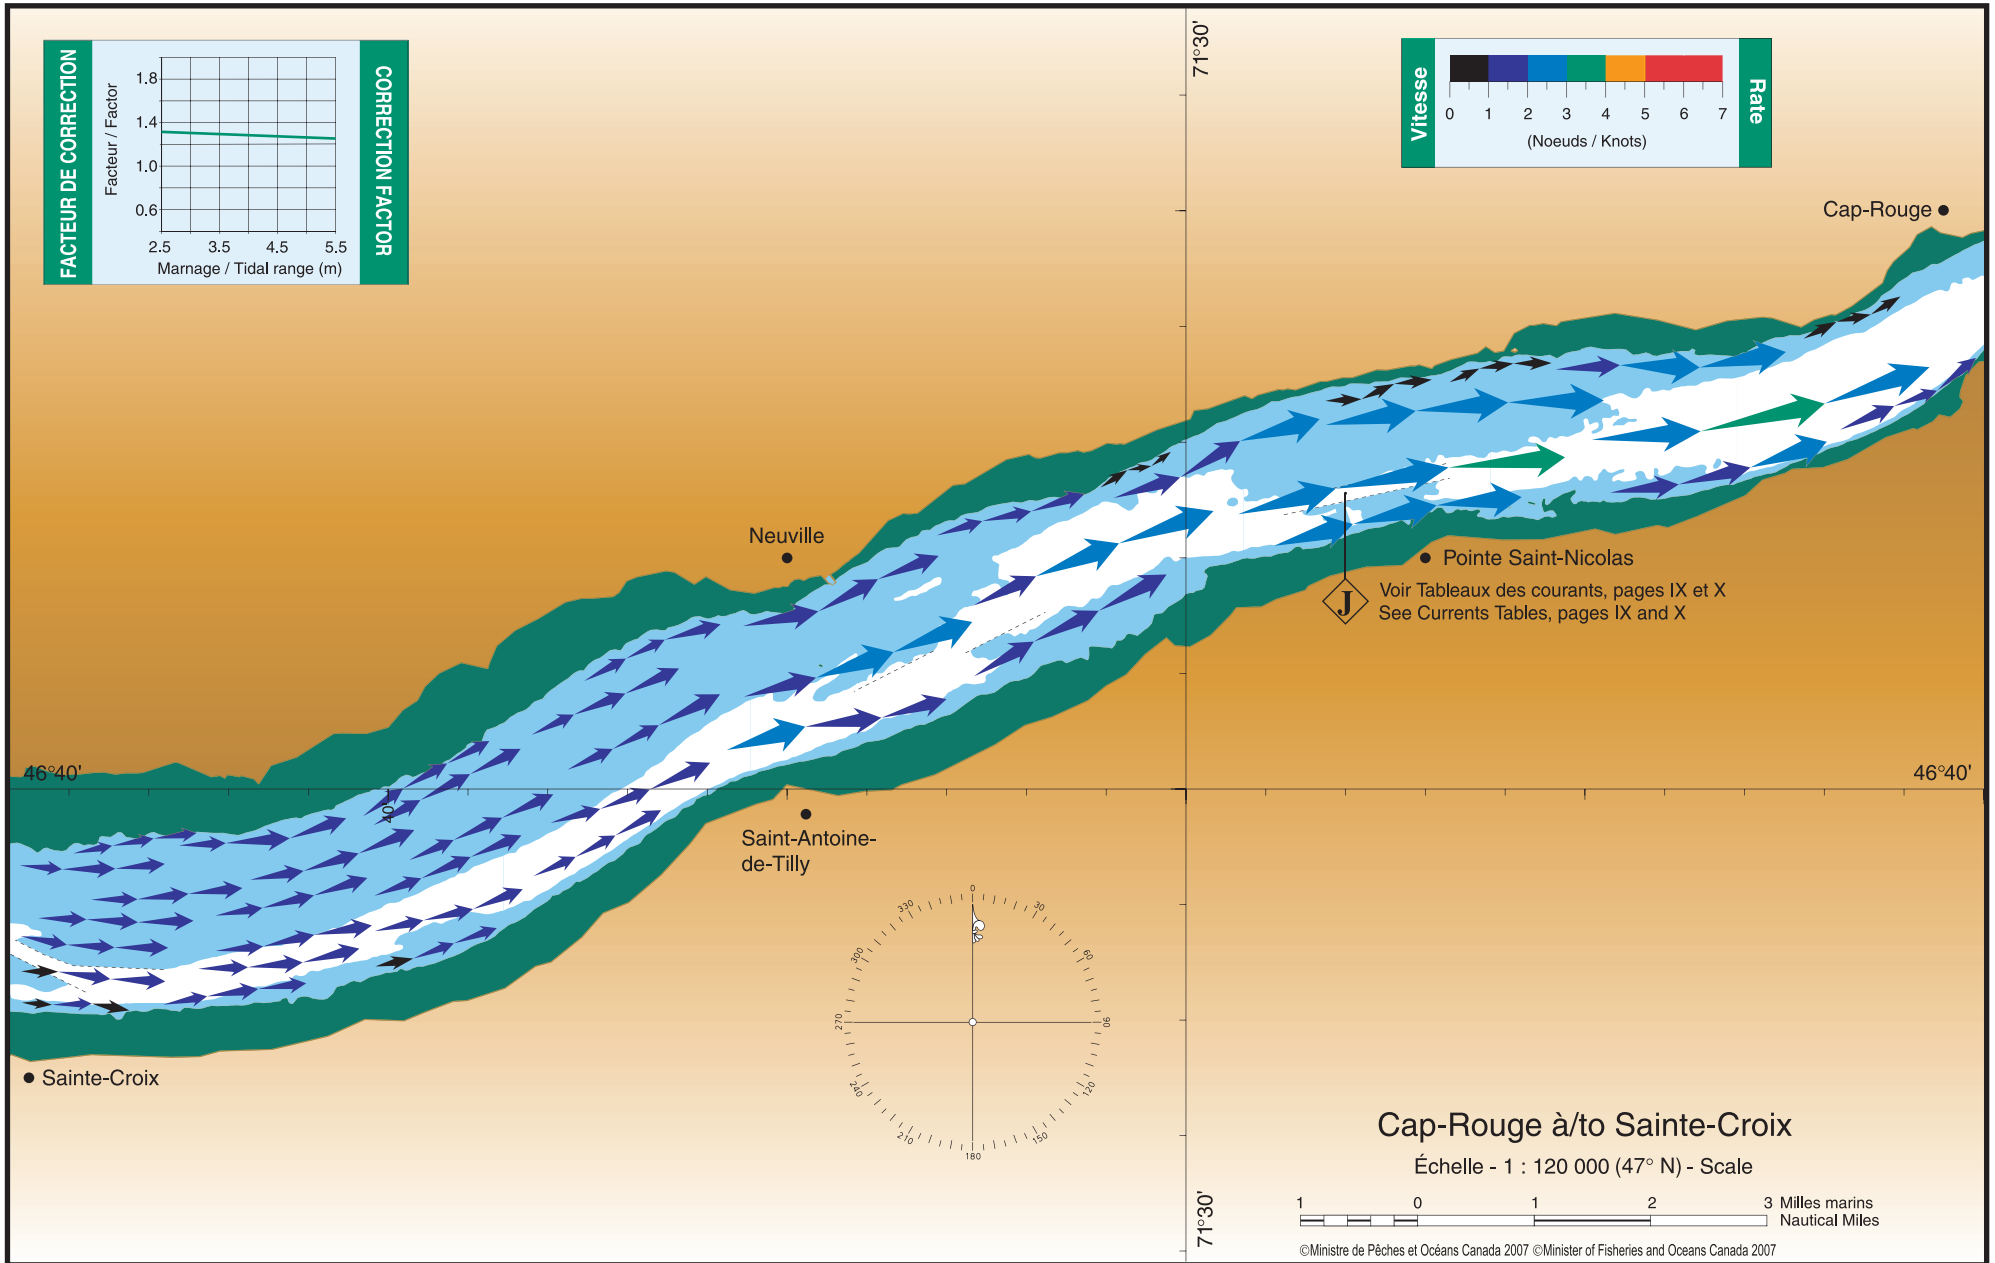 FACTEUR DE CORRECTION
CORRECTION FACTOR
Facteur / Factor
1.8
1.4
1.0
0.6
2.5 3.5 4.5 5.5
Marnage / Tidal range (m)
71°30'
Vitesse
Rate
0 1 2 3 4 5 6 7
(Noeuds / Knots)
Cap-Rouge
Neuville
Pointe Saint-Nicolas
J
Voir Tableaux des courants, pages IX et X
See Currents Tables, pages IX and X
46°40'
46°40'
40'
Saint-Antoine-
de-Tilly
0
30
60
90
120
150
180
210
240
270
300
330
Sainte-Croix
Cap-Rouge à/to Sainte-Croix
Échelle - 1 : 120 000 (47° N) - Scale
71°30'
1 0 1 2 3 Milles marins
Nautical Miles
©Ministre de Pêches et Océans Canada 2007 ©Minister of Fisheries and Oceans Canada 2007